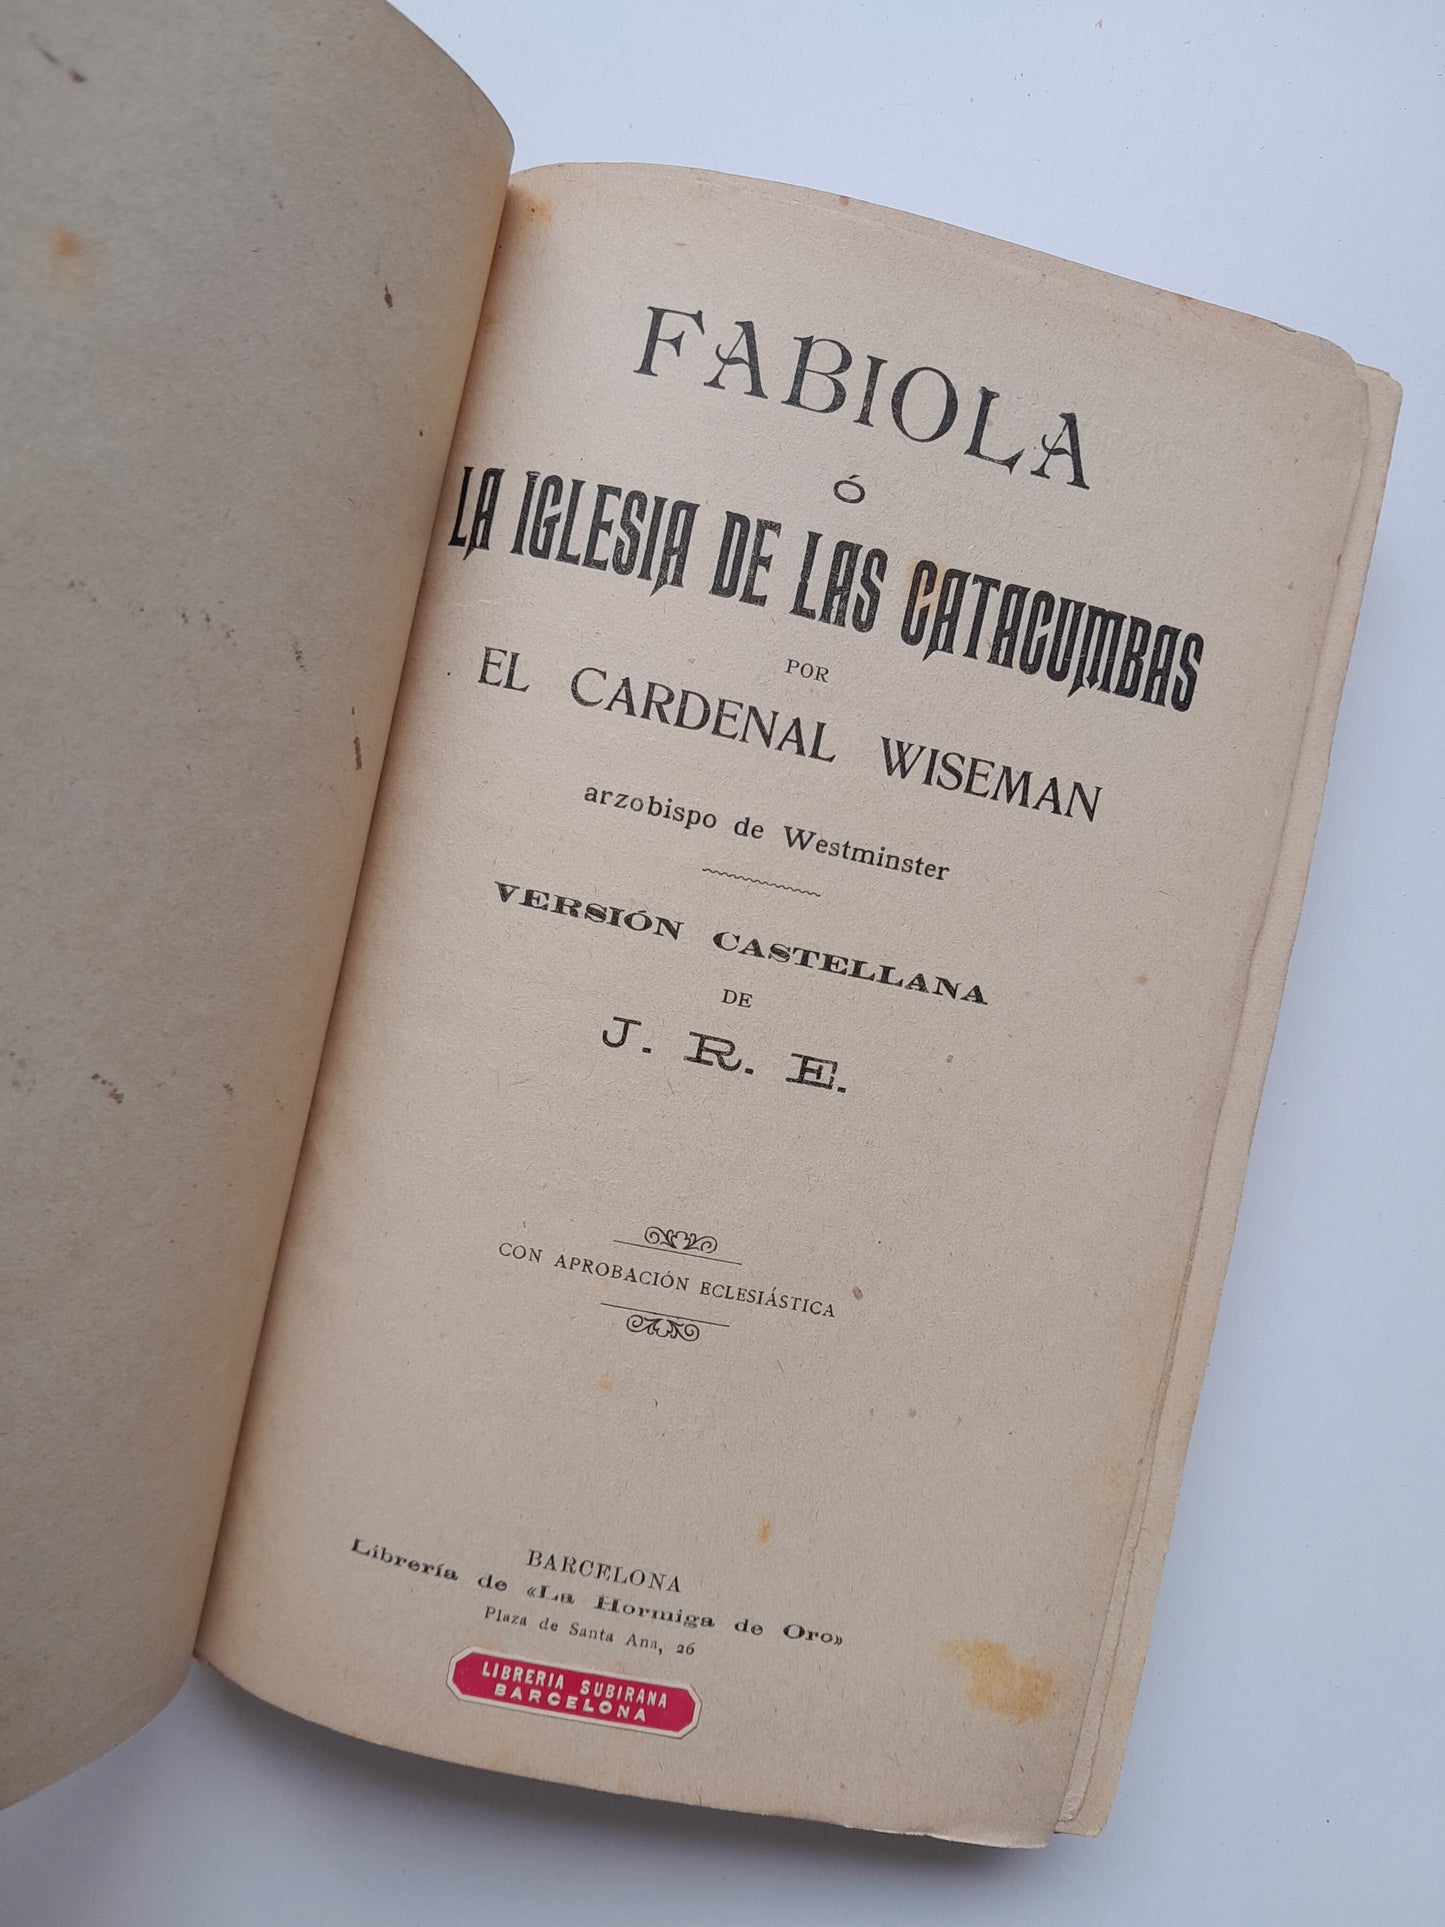 FABIOLA
Ó
LA IGLESIA DE LAS CATACUMBAS
POR
EL CARDENAL WISEMAN
arzobispo de Westminster
VERSIÓN CASTELLANA
DE
J. R. E.
CON APROBACIÓN ECLESIÁSTICA
BARCELONA
Librería de «La Hormiga de Oro»
Plaza de Santa Ana, 26
LIBRERIA SUBIRANA
BARCELONA